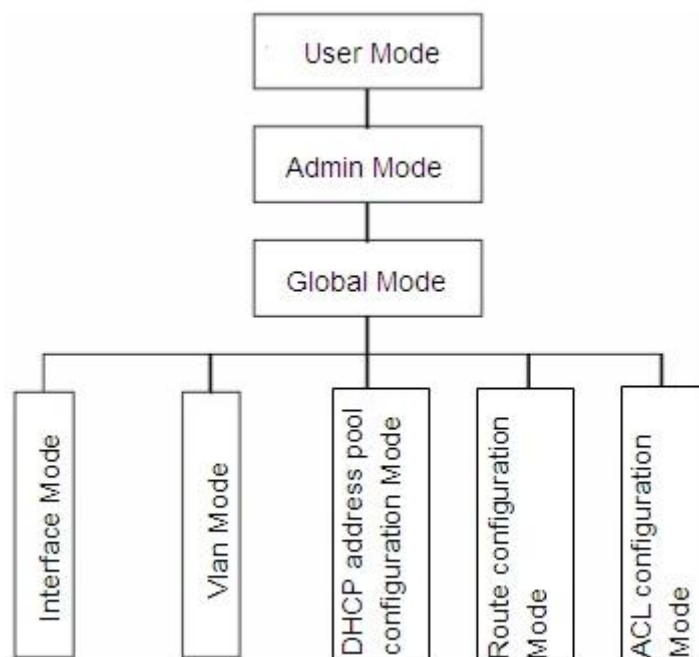 User Mode
Admin Mode
Global Mode
Interface Mode
Vlan Mode
DHCP address pool
configuration Mode
Route configuration
Mode
ACL configuration
Mode